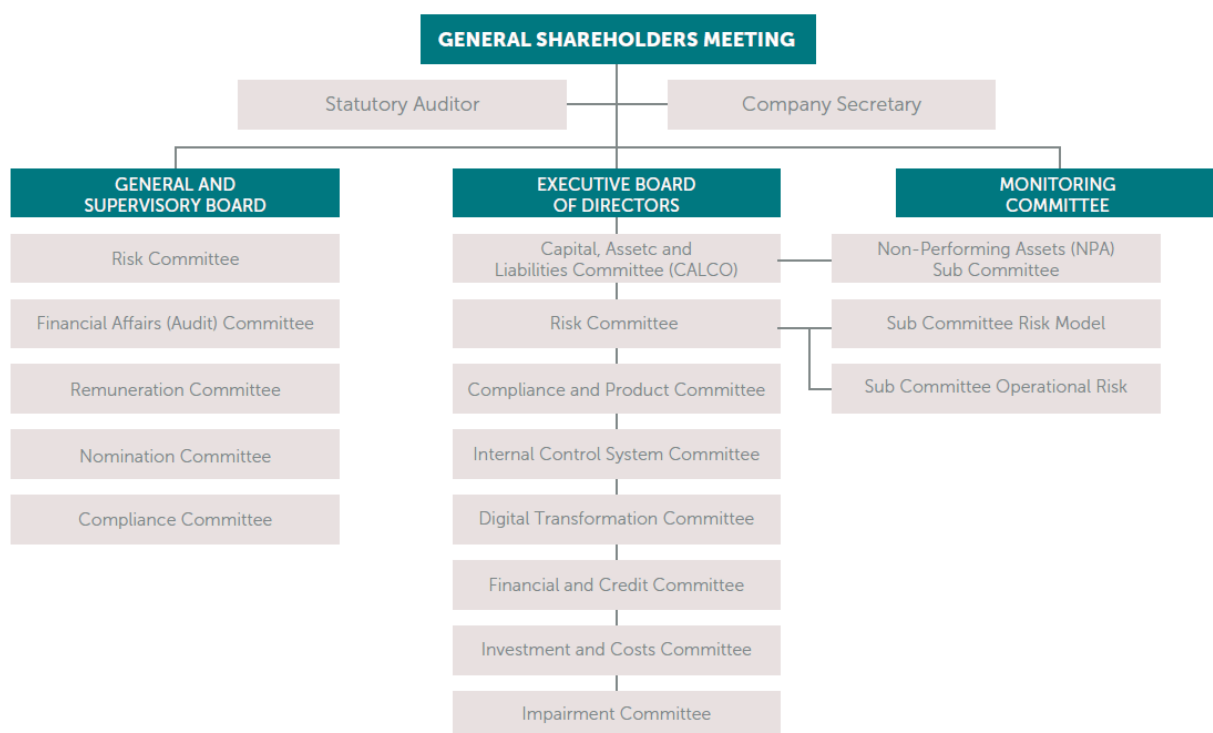 GENERAL SHAREHOLDERS MEETING
Statutory Auditor
Company Secretary
GENERAL AND
SUPERVISORY BOARD
Risk Committee
Financial Affairs (Audit) Committee
Remuneration Committee
Nomination Committee
Compliance Committee
EXECUTIVE BOARD
OF DIRECTORS
Capital, Assetc and
Liabilities Committee (CALCO)
Risk Committee
Compliance and Product Committee
Internal Control System Committee
Digital Transformation Committee
Financial and Credit Committee
Investment and Costs Committee
Impairment Committee
MONITORING
COMMITTEE
Non-Performing Assets (NPA)
Sub Committee
Sub Committee Risk Model
Sub Committee Operational Risk